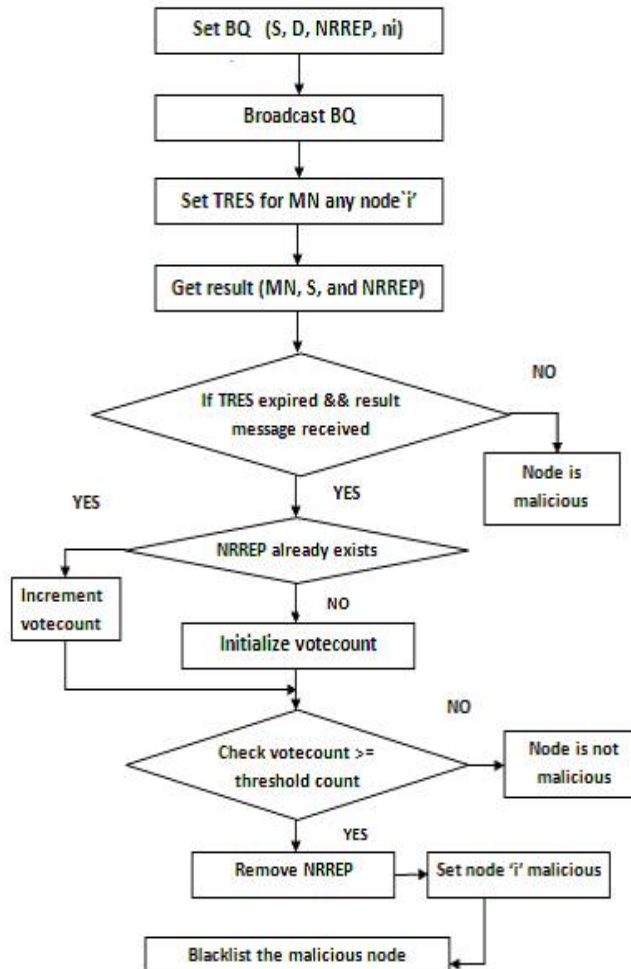 Set BQ (S, D, NRREP, ni)
Broadcast BQ
Set TRES for MN any node`i'
Get result (MN, S, and NRREP)
If TRES expired && result
message received
NO
Node is
malicious
YES
YES
NRREP already exists
Increment
votecount
NO
Initialize votecount
Check votecount >=
threshold count
NO
Node is not
malicious
YES
Remove NRREP
Set node ‘i’ malicious
Blacklist the malicious node